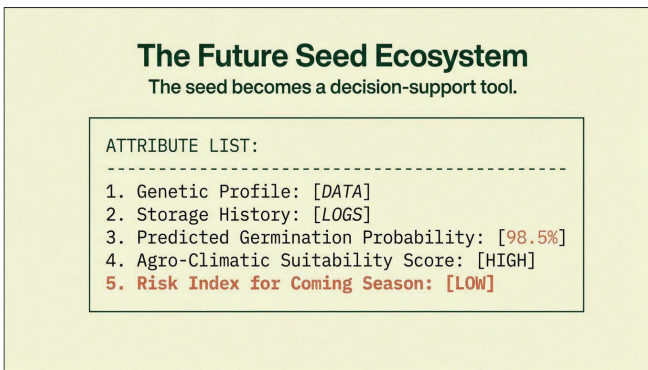 The Future Seed Ecosystem
The seed becomes a decision-support tool.
ATTRIBUTE LIST:
----------------------------------------------
1. Genetic Profile: [DATA]
2. Storage History: [LOGS]
3. Predicted Germination Probability: [98.5%]
4. Agro-Climatic Suitability Score: [HIGH]
5. Risk Index for Coming Season: [LOW]